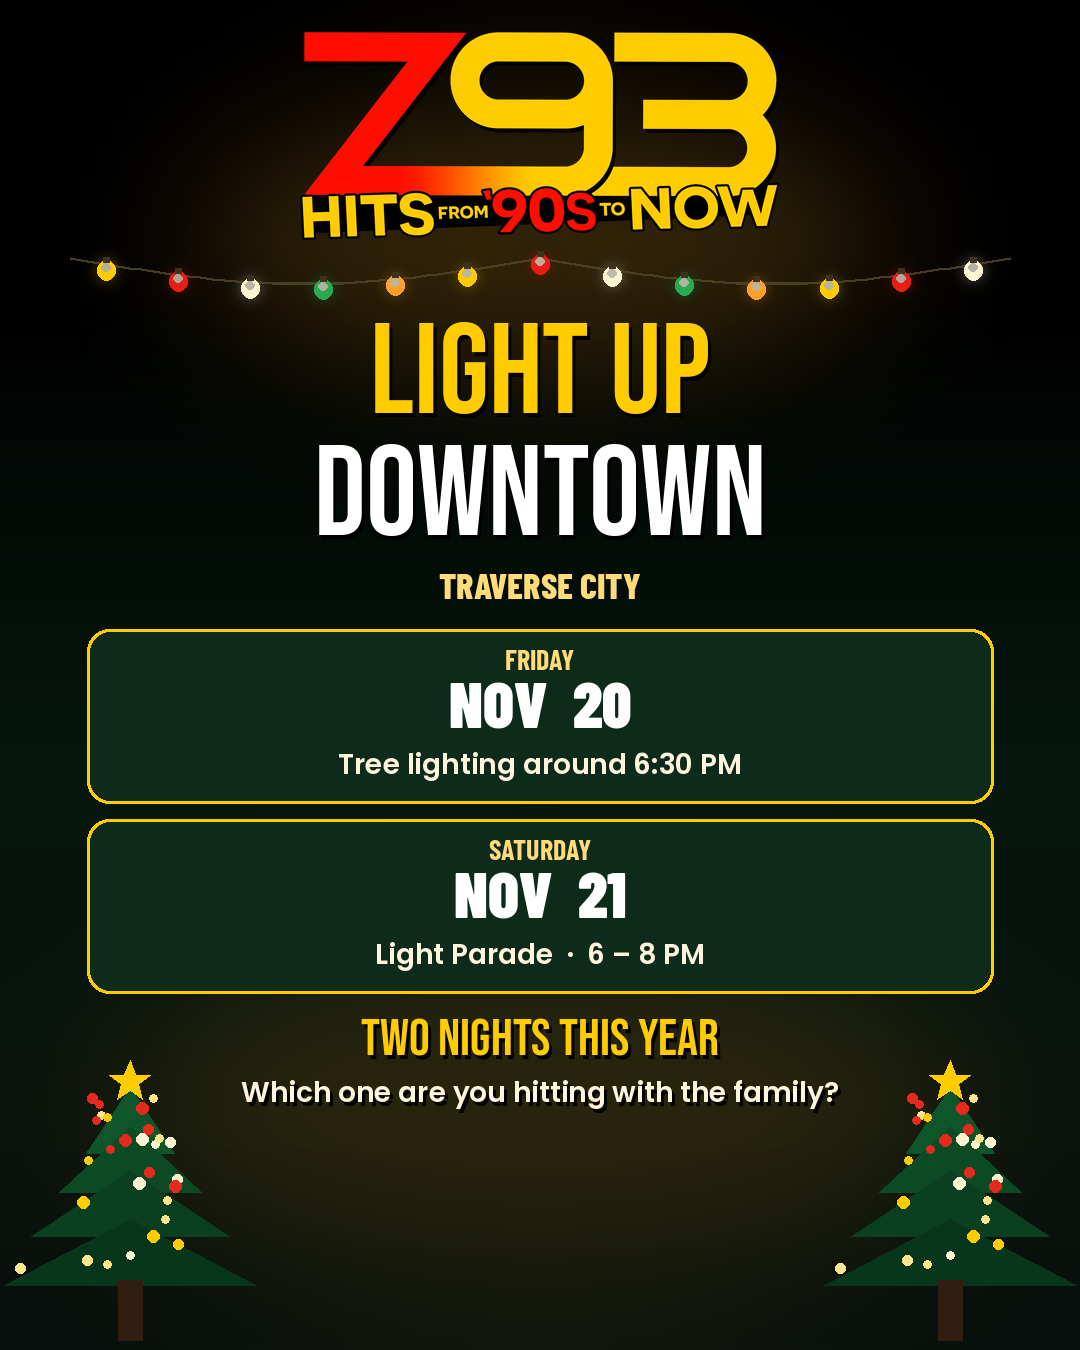 Z93
HITS FROM '90S TO NOW
LIGHT UP
DOWNTOWN
TRAVERSE CITY
FRIDAY
NOV 20
Tree lighting around 6:30 PM
SATURDAY
NOV 21
Light Parade · 6 – 8 PM
TWO NIGHTS THIS YEAR
Which one are you hitting with the family?